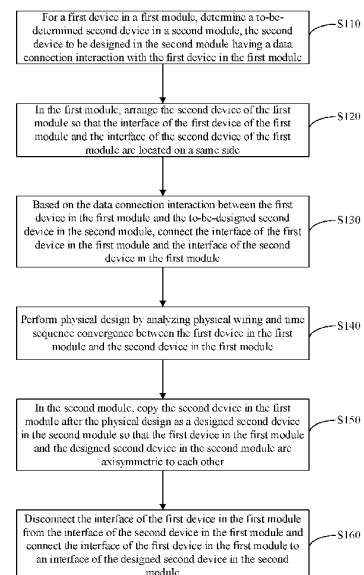 For a first device in a first module, determine a to-be-
determined second device in a second module, the second
device to be designed in the second module having a data
connection interaction with the first device in the first module
S110
In the first module, arrange the second device of the first
module so that the interface of the first device of the first
module and the interface of the second device of the first
module are located on a same side
S120
Based on the data connection interaction between the first
device in the first module and the to-be-designed second
device in the second module, connect the interface of the first
device in the first module and the interface of the second
device in the first module
S130
Perform physical design by analyzing physical wiring and time
sequence convergence between the first device in the first
module and the second device in the first module
S140
In the second module, copy the second device in the first
module after the physical design as a designed second device
in the second module so that the first device in the first module
and the designed second device in the second module are
axisymmetric to each other
S150
Disconnect the interface of the first device in the first module
from the interface of the second device in the first module and
connect the interface of the first device in the first module to
an interface of the designed second device in the second
module
S160